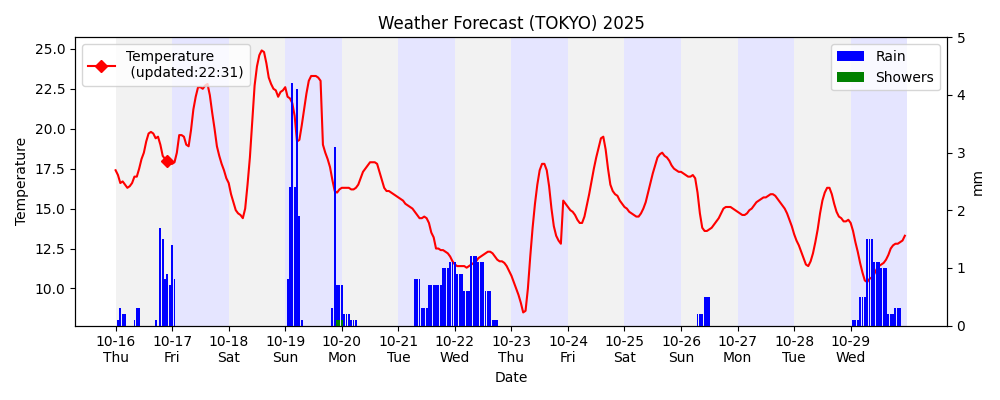 Weather Forecast (TOKYO) 2025
Temperature
(updated:22:31)
Rain
Showers
Temperature
25.0
22.5
20.0
17.5
15.0
12.5
10.0
5
4
3
2
1
0
mm
10-16 10-17 10-18 10-19 10-20 10-21 10-22 10-23 10-24 10-25 10-26 10-27 10-28 10-29
Thu Fri Sat Sun Mon Tue Wed Thu Fri Sat Sun Mon Tue Wed
Date